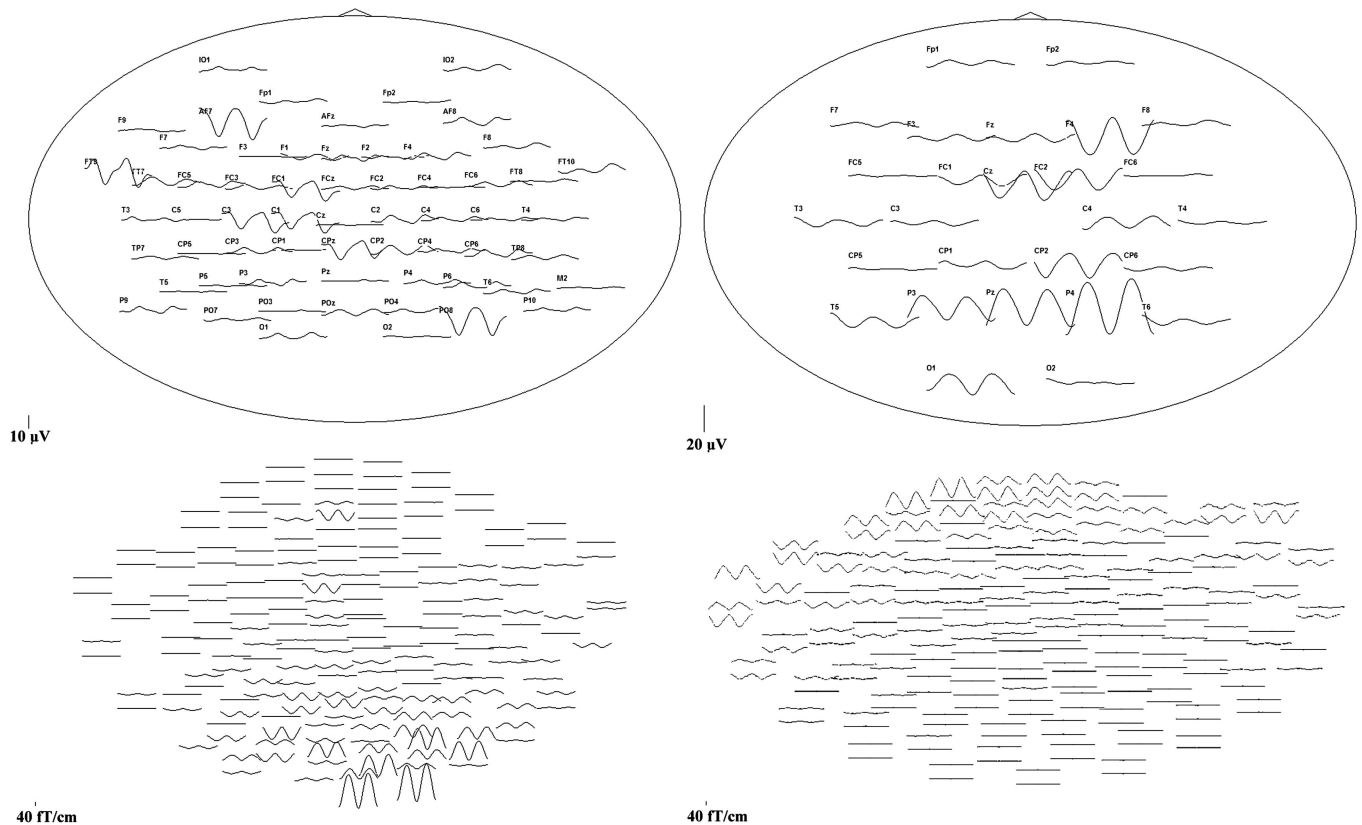 IO1 IO2
Fp1 Fp2
AF7 AFz AF8
F9
F7 F3 F1 Fz F2 F4 F8
FT9 FT7 FC5 FC3 FC1 FCz FC2 FC4 FC6 FT8 FT10
T3 C5 C3 C1 Cz C2 C4 C6 T4
TP7 CP5 CP3 CP1 CPz CP2 CP4 CP6 TP8
T5 P5 P3 Pz P4 P6 T6 M2
P9 PO7 PO3 POz PO4 PO8 P10
O1 O2
10 µV
Fp1 Fp2
F7 F3 Fz F4 F8
FC5 FC1 Cz FC2 FC6
T3 C3 C4 T4
CP5 CP1 CP2 CP6
T5 P3 Pz P4 T6
O1 O2
20 µV
40 fT/cm
40 fT/cm